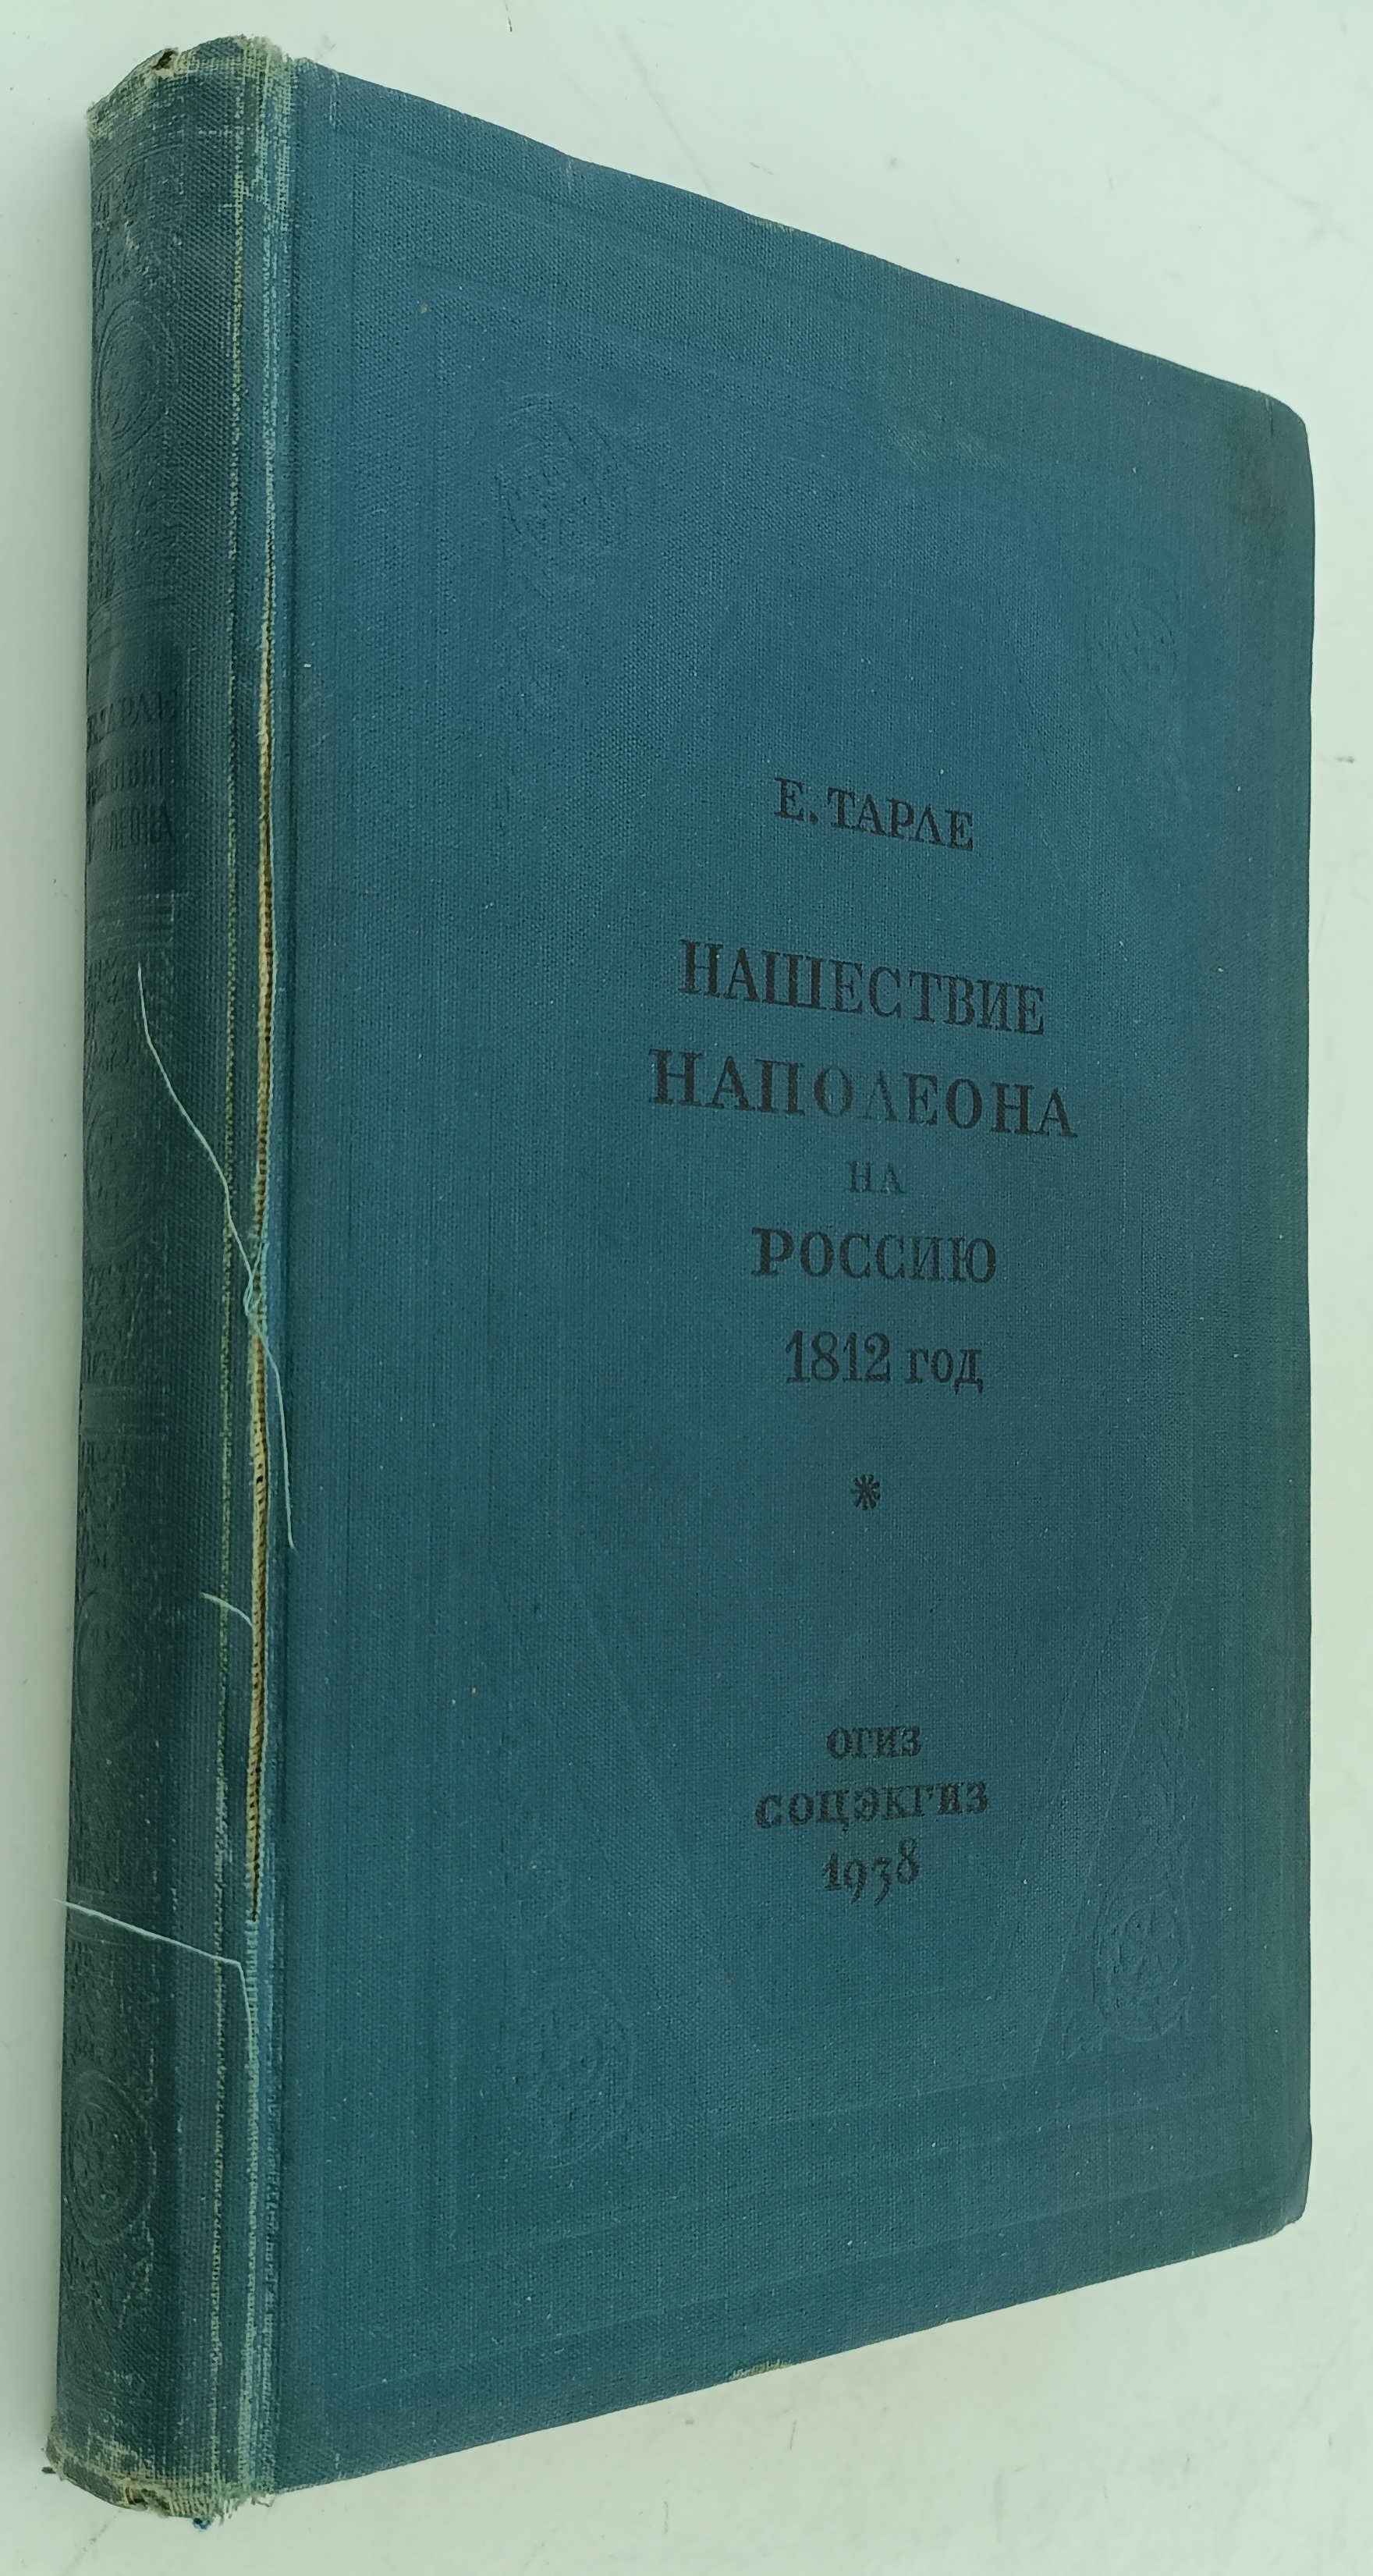 Е. ТАРЛЕ
НАШЕСТВИЕ
НАПОЛЕОНА
НА
РОССИЮ
1812 год
*
ОГИЗ
СОЦЭКГИЗ
1938